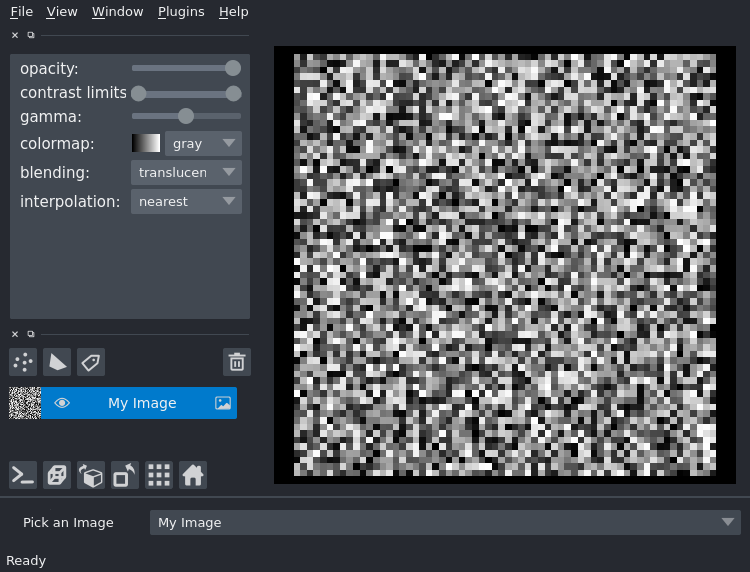 File View Window Plugins Help
opacity:
contrast limits
gamma:
colormap: gray
blending: translucen
interpolation: nearest
My Image
Pick an Image My Image
Ready